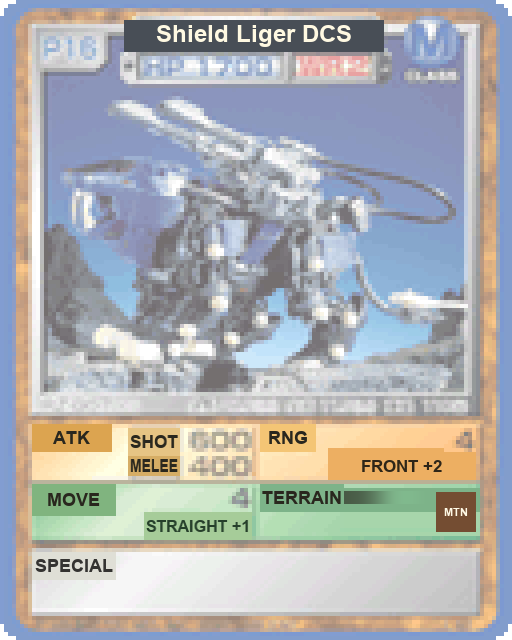 Shield Liger DCS
P16
M
CLASS
HP 1700
ATK
SHOT 600
MELEE 400
RNG 4
FRONT +2
MOVE 4
STRAIGHT +1
TERRAIN
MTN
SPECIAL